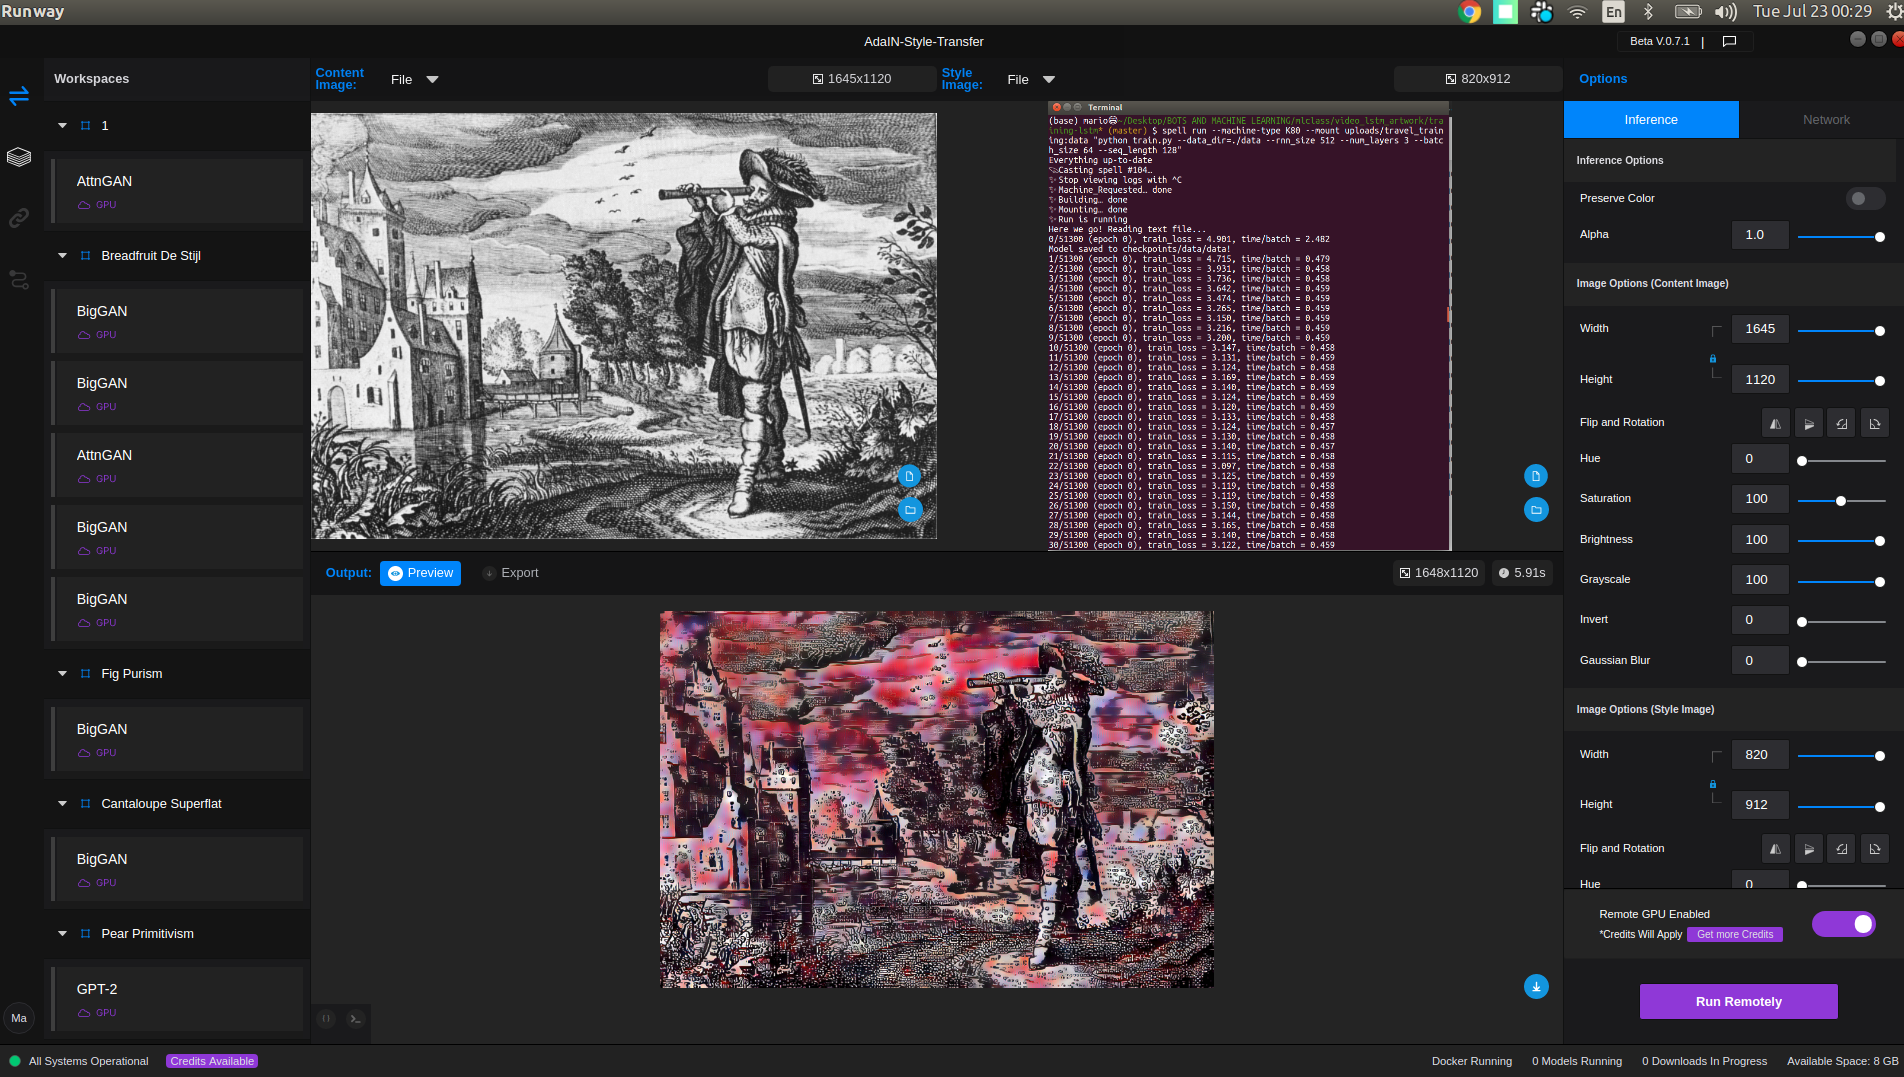 Runway
En
Tue Jul 23 00:29
AdaIN-Style-Transfer
Beta V.0.7.1 |
Workspaces
1
AttnGAN
GPU
Breadfruit De Stijl
BigGAN
GPU
BigGAN
GPU
AttnGAN
GPU
BigGAN
GPU
BigGAN
GPU
Fig Purism
BigGAN
GPU
Cantaloupe Superflat
BigGAN
GPU
Pear Primitivism
GPT-2
GPU
Ma
Content Image:
File
1645x1120
Style Image:
File
820x912
Terminal
(base) mario ~/Desktop/BOTS AND MACHINE LEARNING/mlclass/video_lstm_artwork/tra
ining-lstm* (master) $ spell run --machine-type K80 --mount uploads/travel_train
ing:data "python train.py --data_dir=./data --rnn_size 512 --num_layers 3 --batc
h_size 64 --seq_length 128"
Everything up-to-date
Casting spell #104…
Stop viewing logs with ^C
Machine_Requested… done
Building… done
Mounting… done
Run is running
Here we go! Reading text file...
0/51300 (epoch 0), train_loss = 4.901, time/batch = 2.482
Model saved to checkpoints/data/data!
1/51300 (epoch 0), train_loss = 4.715, time/batch = 0.479
2/51300 (epoch 0), train_loss = 3.931, time/batch = 0.458
3/51300 (epoch 0), train_loss = 3.736, time/batch = 0.458
4/51300 (epoch 0), train_loss = 3.642, time/batch = 0.459
5/51300 (epoch 0), train_loss = 3.474, time/batch = 0.459
6/51300 (epoch 0), train_loss = 3.265, time/batch = 0.459
7/51300 (epoch 0), train_loss = 3.150, time/batch = 0.459
8/51300 (epoch 0), train_loss = 3.216, time/batch = 0.459
9/51300 (epoch 0), train_loss = 3.200, time/batch = 0.459
10/51300 (epoch 0), train_loss = 3.147, time/batch = 0.458
11/51300 (epoch 0), train_loss = 3.131, time/batch = 0.459
12/51300 (epoch 0), train_loss = 3.124, time/batch = 0.458
13/51300 (epoch 0), train_loss = 3.169, time/batch = 0.459
14/51300 (epoch 0), train_loss = 3.140, time/batch = 0.459
15/51300 (epoch 0), train_loss = 3.124, time/batch = 0.459
16/51300 (epoch 0), train_loss = 3.120, time/batch = 0.459
17/51300 (epoch 0), train_loss = 3.133, time/batch = 0.458
18/51300 (epoch 0), train_loss = 3.124, time/batch = 0.457
19/51300 (epoch 0), train_loss = 3.130, time/batch = 0.458
20/51300 (epoch 0), train_loss = 3.140, time/batch = 0.457
21/51300 (epoch 0), train_loss = 3.115, time/batch = 0.458
22/51300 (epoch 0), train_loss = 3.097, time/batch = 0.458
23/51300 (epoch 0), train_loss = 3.125, time/batch = 0.459
24/51300 (epoch 0), train_loss = 3.119, time/batch = 0.458
25/51300 (epoch 0), train_loss = 3.119, time/batch = 0.458
26/51300 (epoch 0), train_loss = 3.150, time/batch = 0.458
27/51300 (epoch 0), train_loss = 3.144, time/batch = 0.458
28/51300 (epoch 0), train_loss = 3.165, time/batch = 0.458
29/51300 (epoch 0), train_loss = 3.140, time/batch = 0.458
30/51300 (epoch 0), train_loss = 3.122, time/batch = 0.459
Output:
Preview
Export
1648x1120
5.91s
Options
Inference
Network
Inference Options
Preserve Color
Alpha
1.0
Image Options (Content Image)
Width
1645
Height
1120
Flip and Rotation
Hue
0
Saturation
100
Brightness
100
Grayscale
100
Invert
0
Gaussian Blur
0
Image Options (Style Image)
Width
820
Height
912
Flip and Rotation
Hue
0
Remote GPU Enabled
*Credits Will Apply
Get more Credits
Run Remotely
All Systems Operational
Credits Available
Docker Running
0 Models Running
0 Downloads In Progress
Available Space: 8 GB